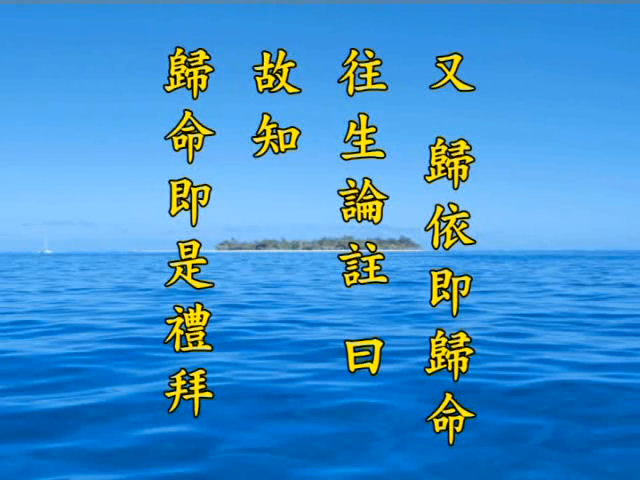 又 歸依即歸命
往生論註 曰
故知
歸命即是禮拜